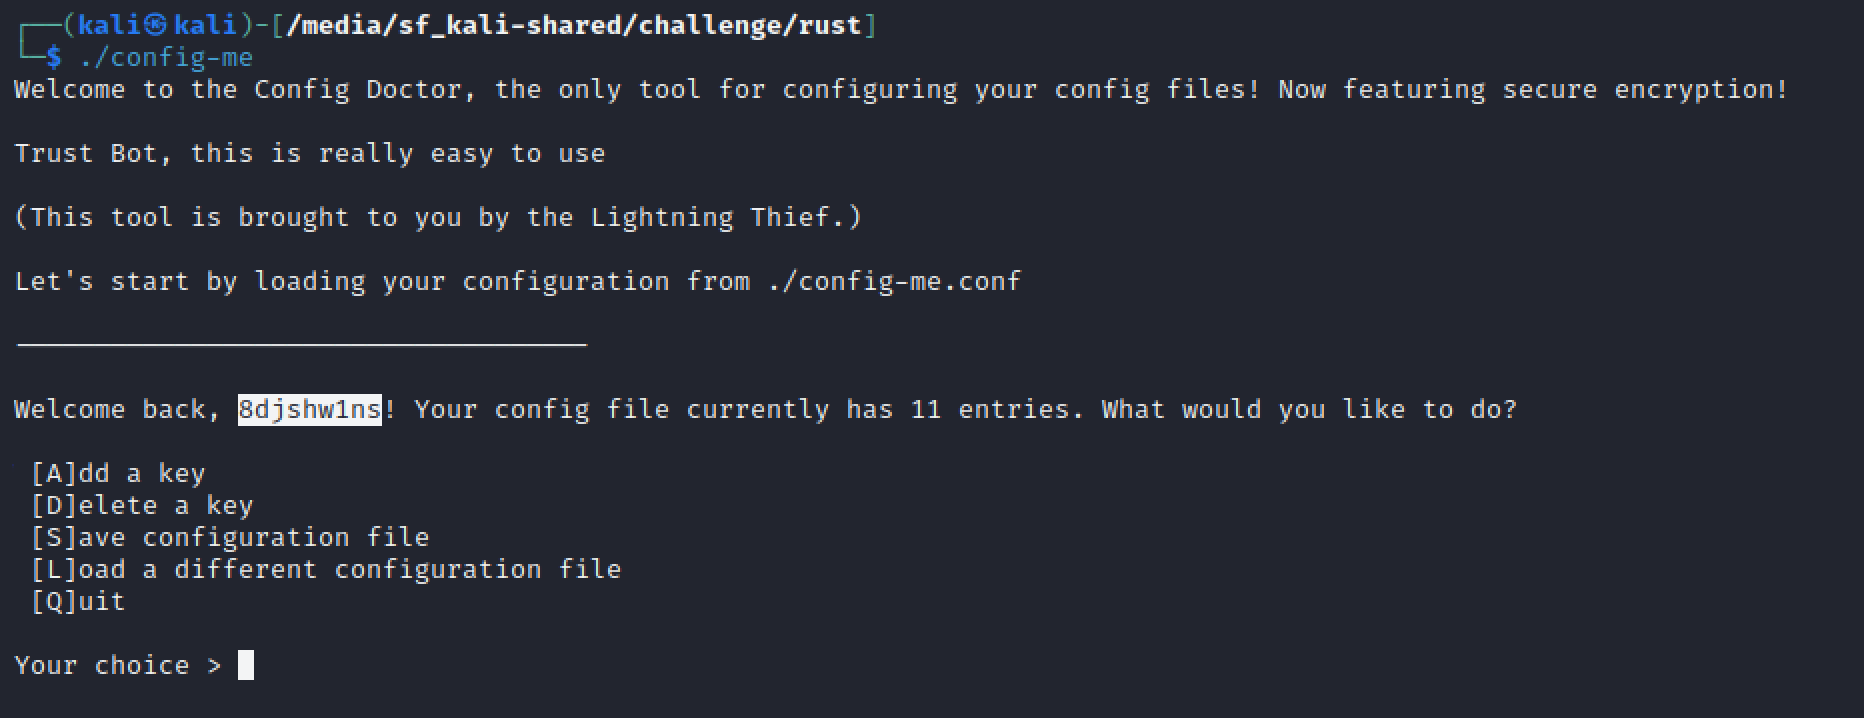 ┌──(kali㉿kali)-[/media/sf_kali-shared/challenge/rust]
└─$ ./config-me
Welcome to the Config Doctor, the only tool for configuring your config files! Now featuring secure encryption!
Trust Bot, this is really easy to use
(This tool is brought to you by the Lightning Thief.)
Let's start by loading your configuration from ./config-me.conf
Welcome back, 8djshw1ns! Your config file currently has 11 entries. What would you like to do?
[A]dd a key
[D]elete a key
[S]ave configuration file
[L]oad a different configuration file
[Q]uit
Your choice >